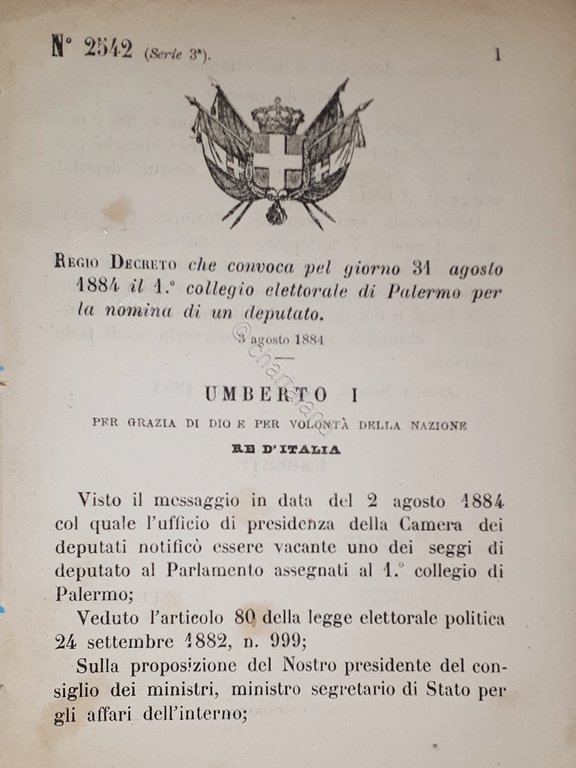 N° 2542 (Serie 3ª). 1
REGIO DECRETO che convoca pel giorno 31 agosto
1884 il 1.° collegio elettorale di Palermo per
la nomina di un deputato.
3 agosto 1884
UMBERTO I
PER GRAZIA DI DIO E PER VOLONTÀ DELLA NAZIONE
RE D'ITALIA
Visto il messaggio in data del 2 agosto 1884
col quale l'ufficio di presidenza della Camera dei
deputati notificò essere vacante uno dei seggi di
deputato al Parlamento assegnati al 1.° collegio di
Palermo;
Veduto l'articolo 80 della legge elettorale politica
24 settembre 1882, n. 999;
Sulla proposizione del Nostro presidente del con-
siglio dei ministri, ministro segretario di Stato per
gli affari dell'interno;